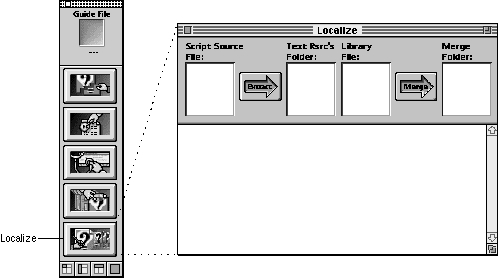 Guide File
---
Localize
Localize
Script Source
File:
Text Rsrc's
Folder:
Library
File:
Merge
Folder:
Extract
Merge